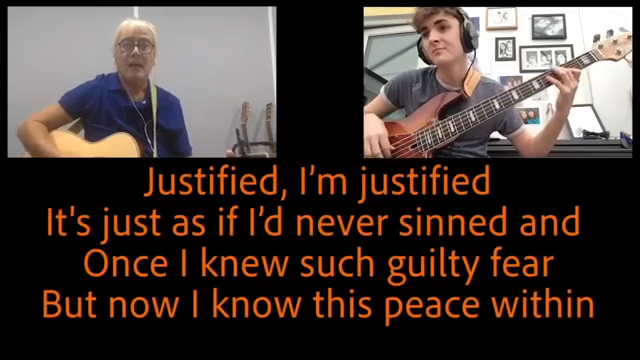 Justified, I’m justified
It's just as if I’d never sinned and
Once I knew such guilty fear
But now I know this peace within